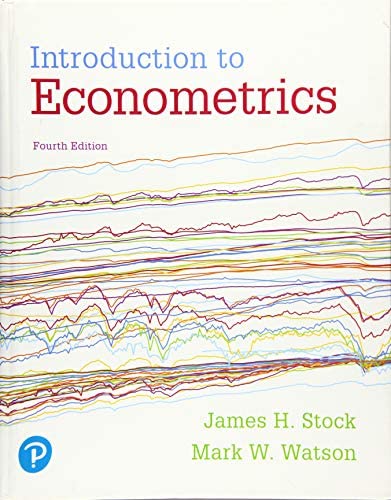 Introduction to
Econometrics
Fourth Edition
James H. Stock
Mark W. Watson
P